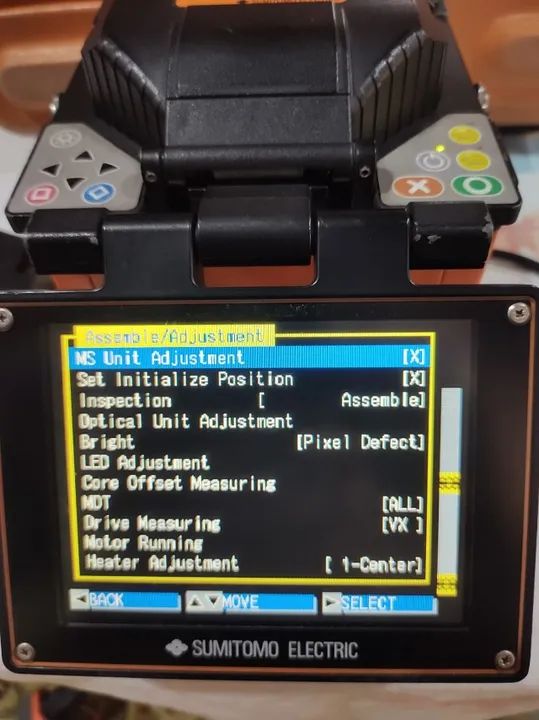 Assemble/Adjustment
MS Unit Adjustment [X]
Set Initialize Position [X]
Inspection [ Assemble]
Optical Unit Adjustment
Bright [Pixel Defect]
LED Adjustment
Core Offset Measuring
MDT [ALL]
Drive Measuring [VX ]
Motor Running
Heater Adjustment [ 1-Center]
◄BACK ▲▼MOVE ►SELECT
SUMITOMO ELECTRIC